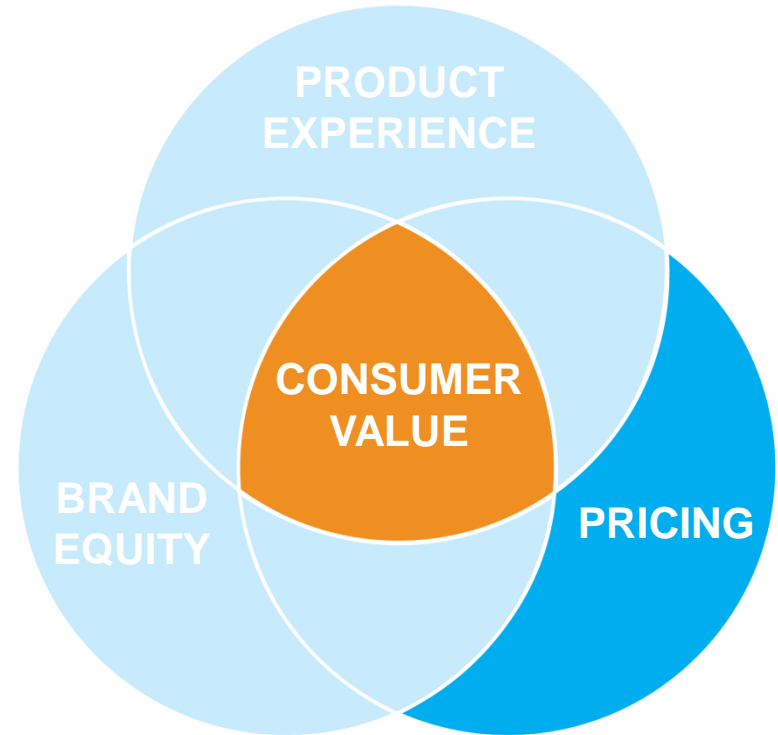 PRODUCT
EXPERIENCE
CONSUMER
VALUE
BRAND
EQUITY
PRICING